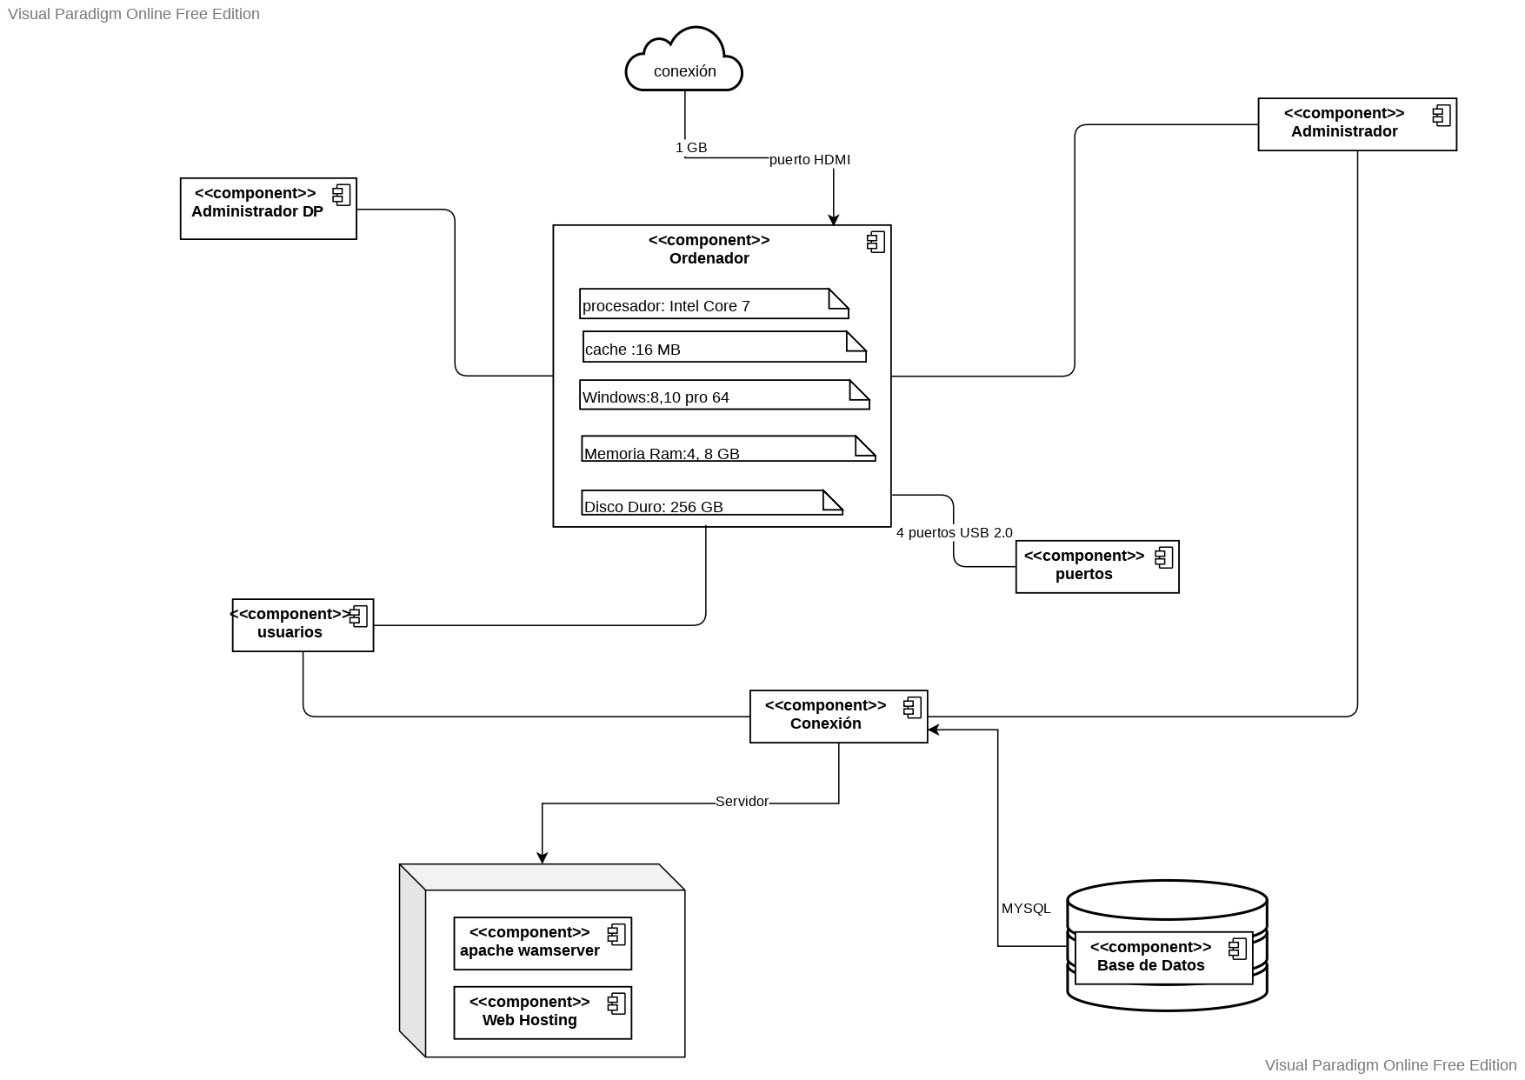 Visual Paradigm Online Free Edition
conexión
<<component>>
Administrador
1 GB
puerto HDMI
<<component>>
Administrador DP
<<component>>
Ordenador
procesador: Intel Core 7
cache :16 MB
Windows:8,10 pro 64
Memoria Ram:4, 8 GB
Disco Duro: 256 GB
4 puertos USB 2.0
<<component>>
puertos
<<component>>
usuarios
<<component>>
Conexión
Servidor
MYSQL
<<component>>
apache wamserver
<<component>>
Base de Datos
<<component>>
Web Hosting
Visual Paradigm Online Free Edition